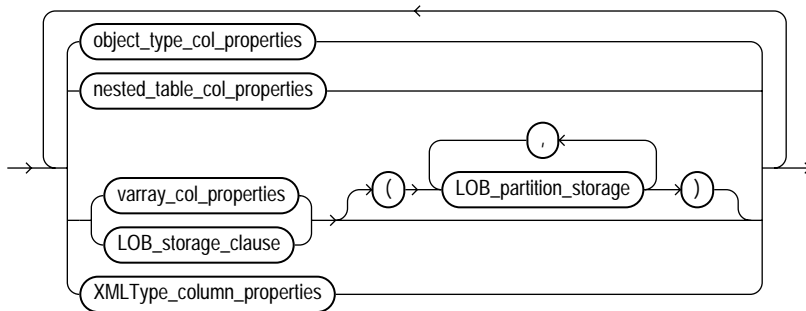 object_type_col_properties
nested_table_col_properties
,
varray_col_properties ( LOB_partition_storage )
LOB_storage_clause
XMLType_column_properties